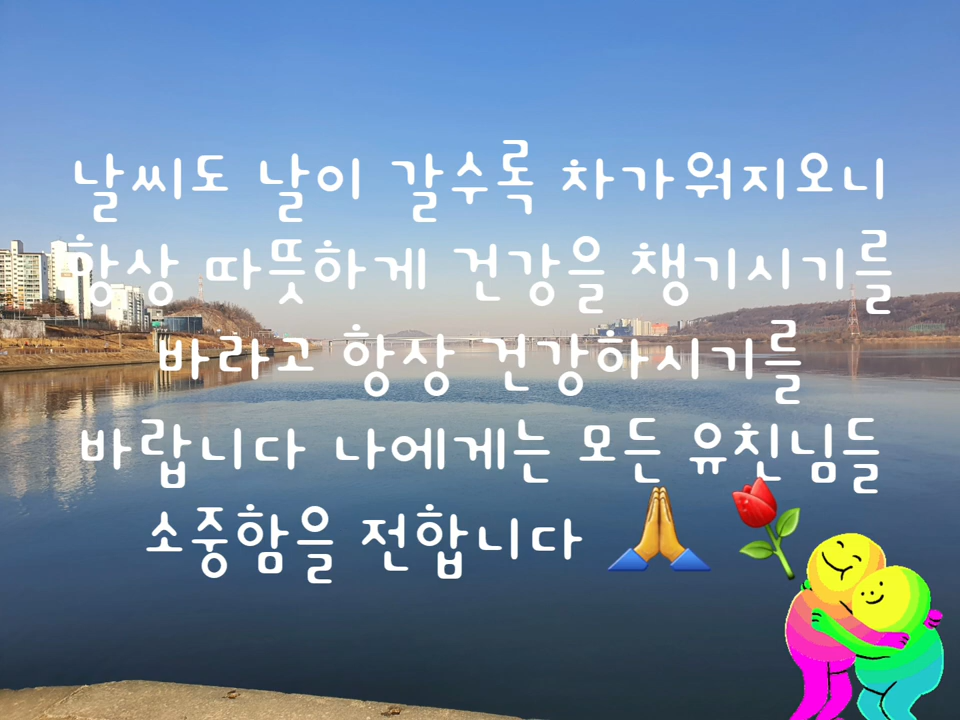 날씨도 날이 갈수록 차가워지오니
항상 따뜻하게 건강을 챙기시기를
바라고 항상 건강하시기를
바랍니다 나에게는 모든 유친님들
소중함을 전합니다 🙏🌹